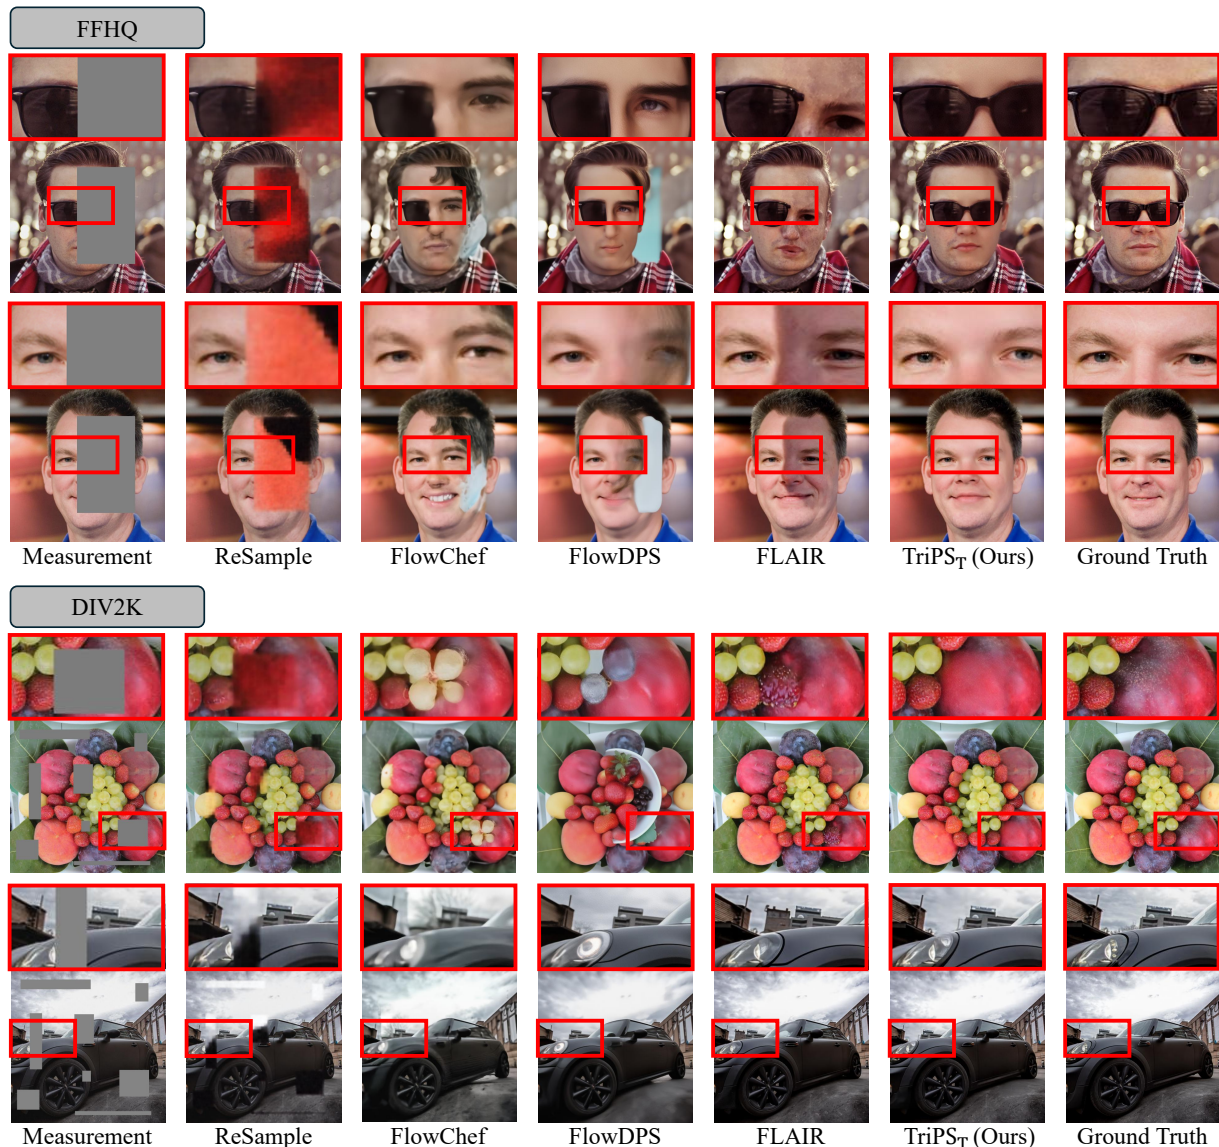 FFHQ
Measurement ReSample FlowChef FlowDPS FLAIR TriPS_T (Ours) Ground Truth
DIV2K
Measurement ReSample FlowChef FlowDPS FLAIR TriPS_T (Ours) Ground Truth